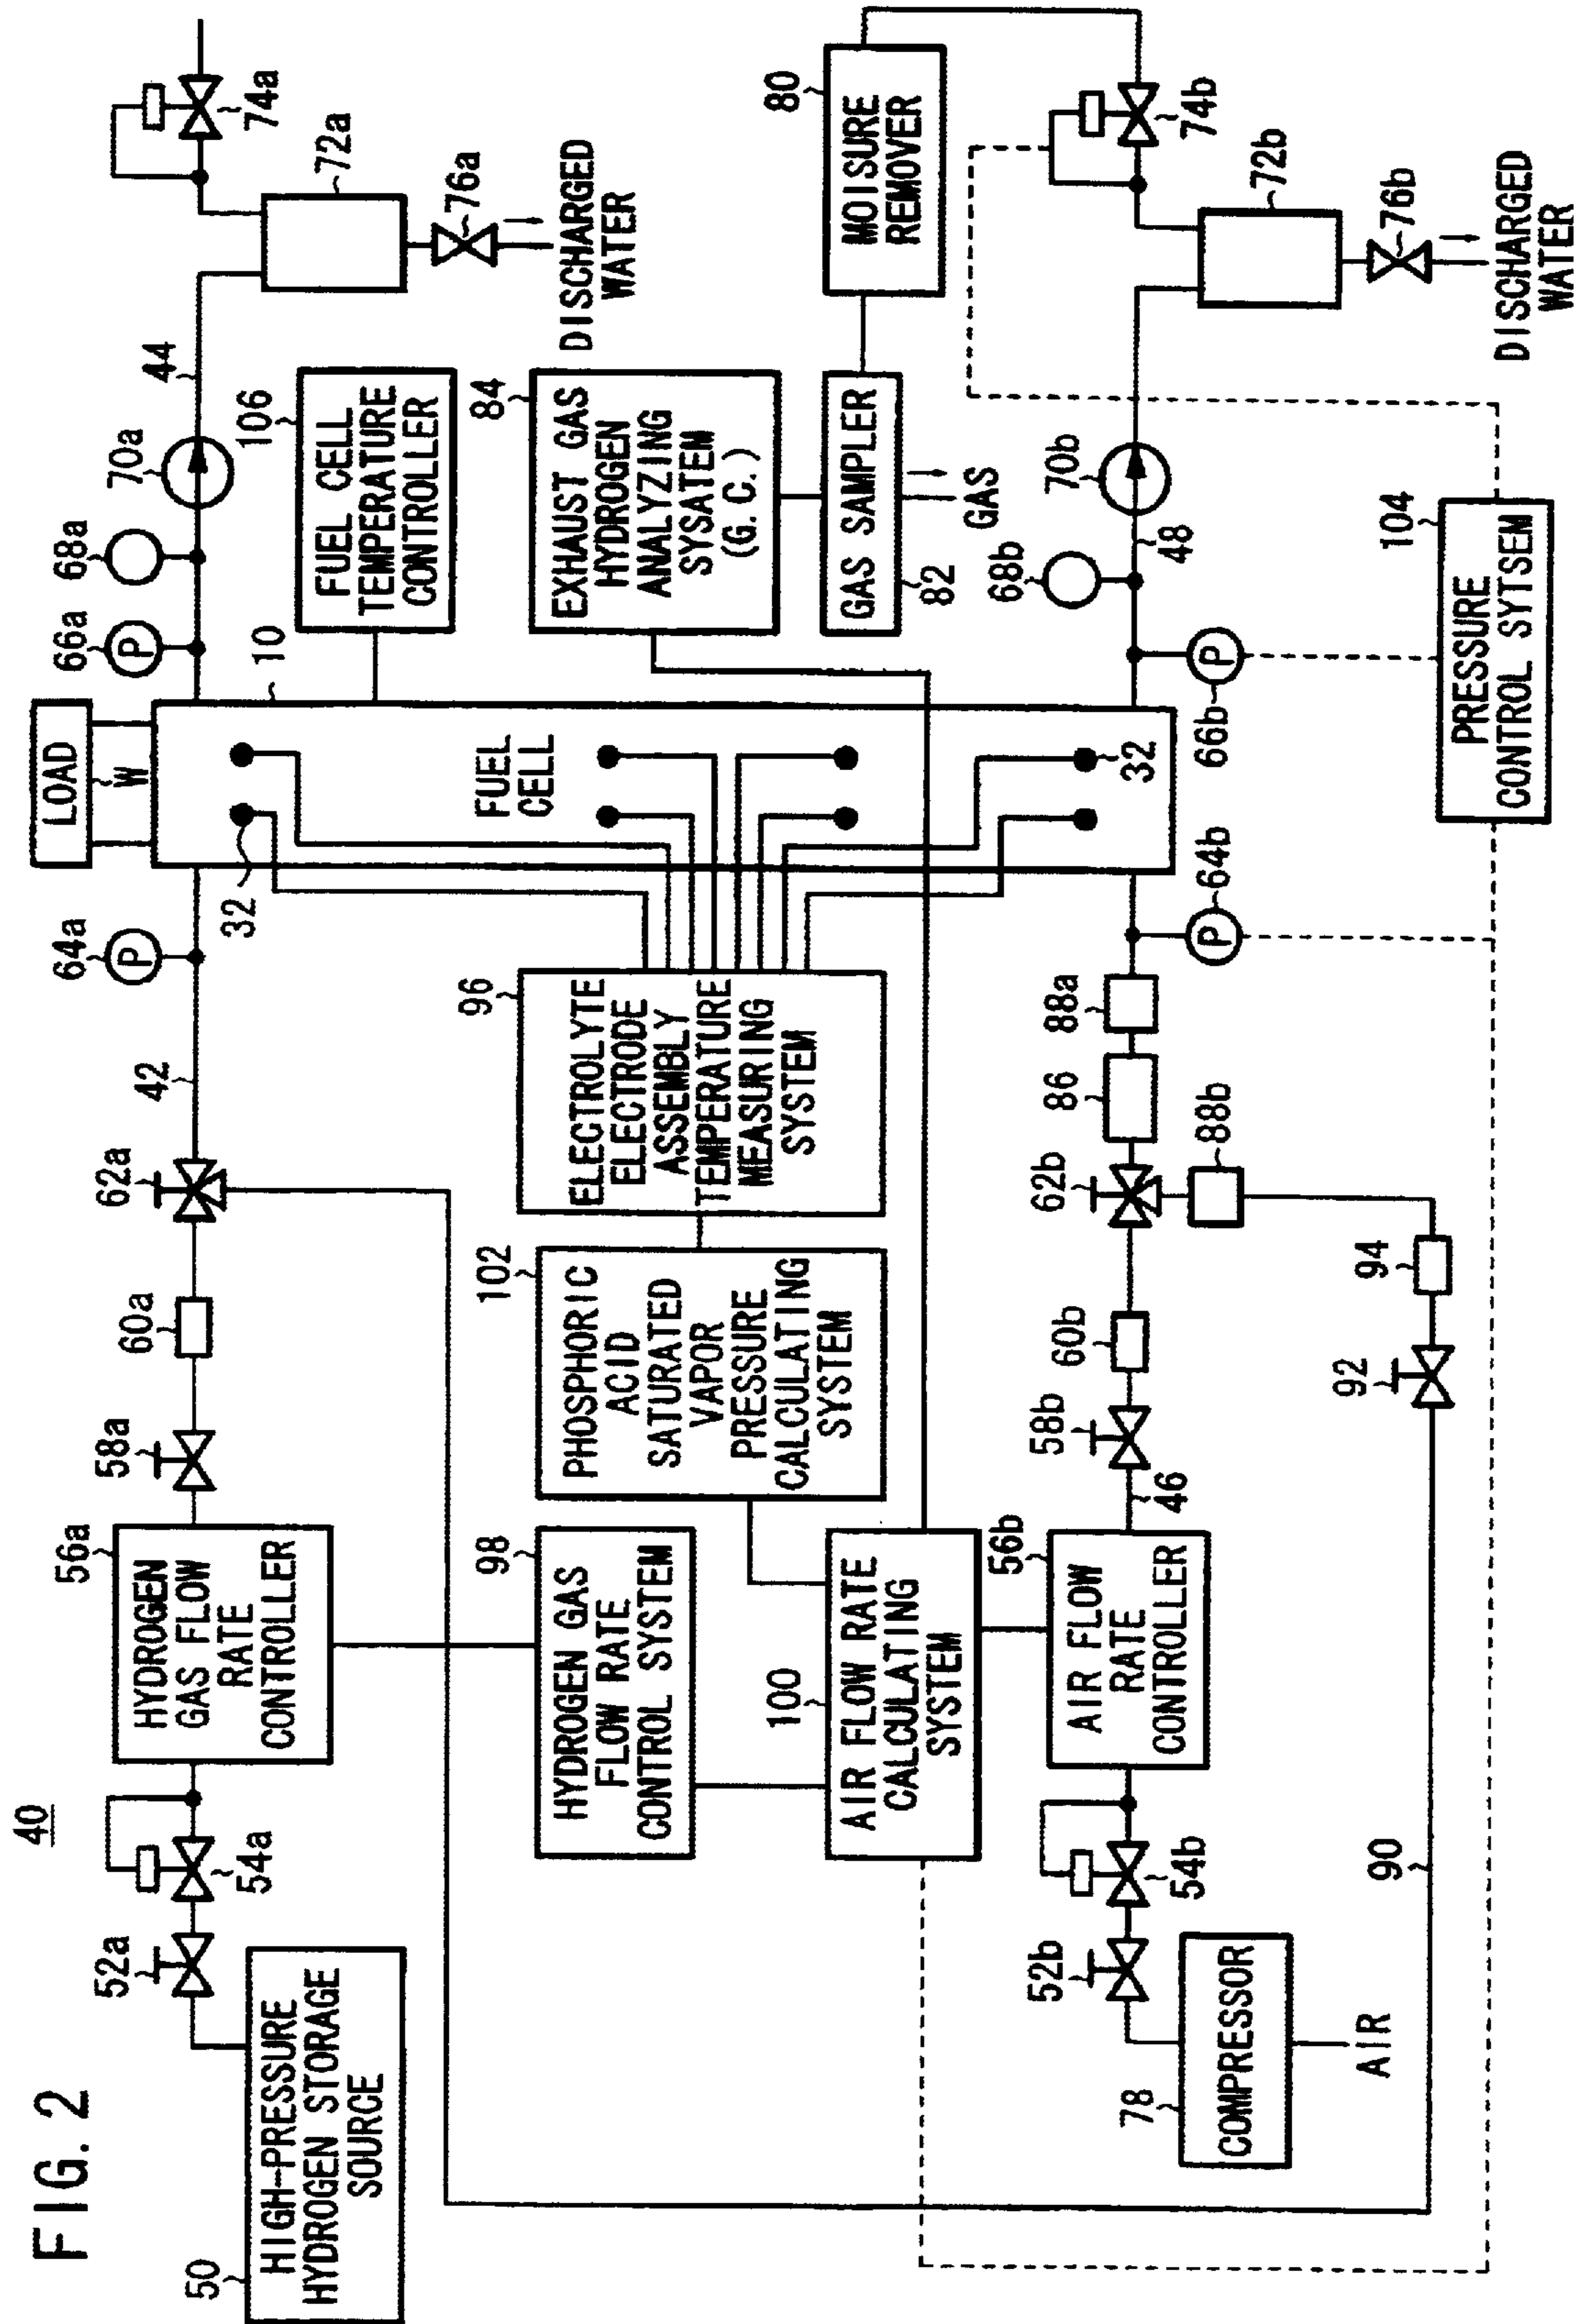 FIG. 2
40
50
HIGH-PRESSURE
HYDROGEN STORAGE
SOURCE
52a
54a
56a
HYDROGEN
GAS FLOW
RATE
CONTROLLER
58a
60a
62a
42
64a
LOAD
W
66a
68a
70a
44
72a
74a
76a
DISCHARGED
WATER
10
32
FUEL
CELL
32
106
FUEL CELL
TEMPERATURE
CONTROLLER
98
HYDROGEN GAS
FLOW RATE
CONTROL SYSTEM
102
PHOSPHORIC
ACID
SATURATED
VAPOR
PRESSURE
CALCULATING
SYSTEM
96
ELECTROLYTE
ELECTRODE
ASSEMBLY
TEMPERATURE
MEASURING
SYSTEM
84
EXHAUST GAS
HYDROGEN
ANALYZING
SYSATEM
(G. C.)
80
MOISURE
REMOVER
GAS SAMPLER
82
GAS
100
AIR FLOW RATE
CALCULATING
SYSTEM
78
COMPRESSOR
AIR
52b
54b
56b
AIR FLOW
RATE
CONTROLLER
46
58b
60b
62b
86
88a
88b
64b
66b
68b
70b
48
72b
74b
76b
DISCHARGED
WATER
90
92
94
104
PRESSURE
CONTROL SYTSEM